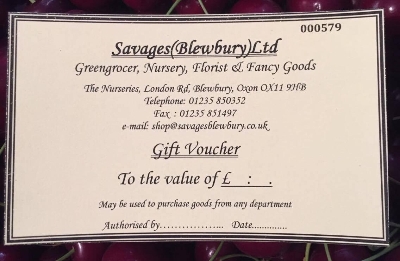 000579
Savages(Blewbury)Ltd
Greengrocer, Nursery, Florist & Fancy Goods
The Nurseries, London Rd, Blewbury, Oxon OX11 9HB
Telephone: 01235 850352
Fax : 01235 851497
e-mail: shop@savagesblewbury.co.uk
Gift Voucher
To the value of £ : .
May be used to purchase goods from any department
Authorised by.................. Date..............